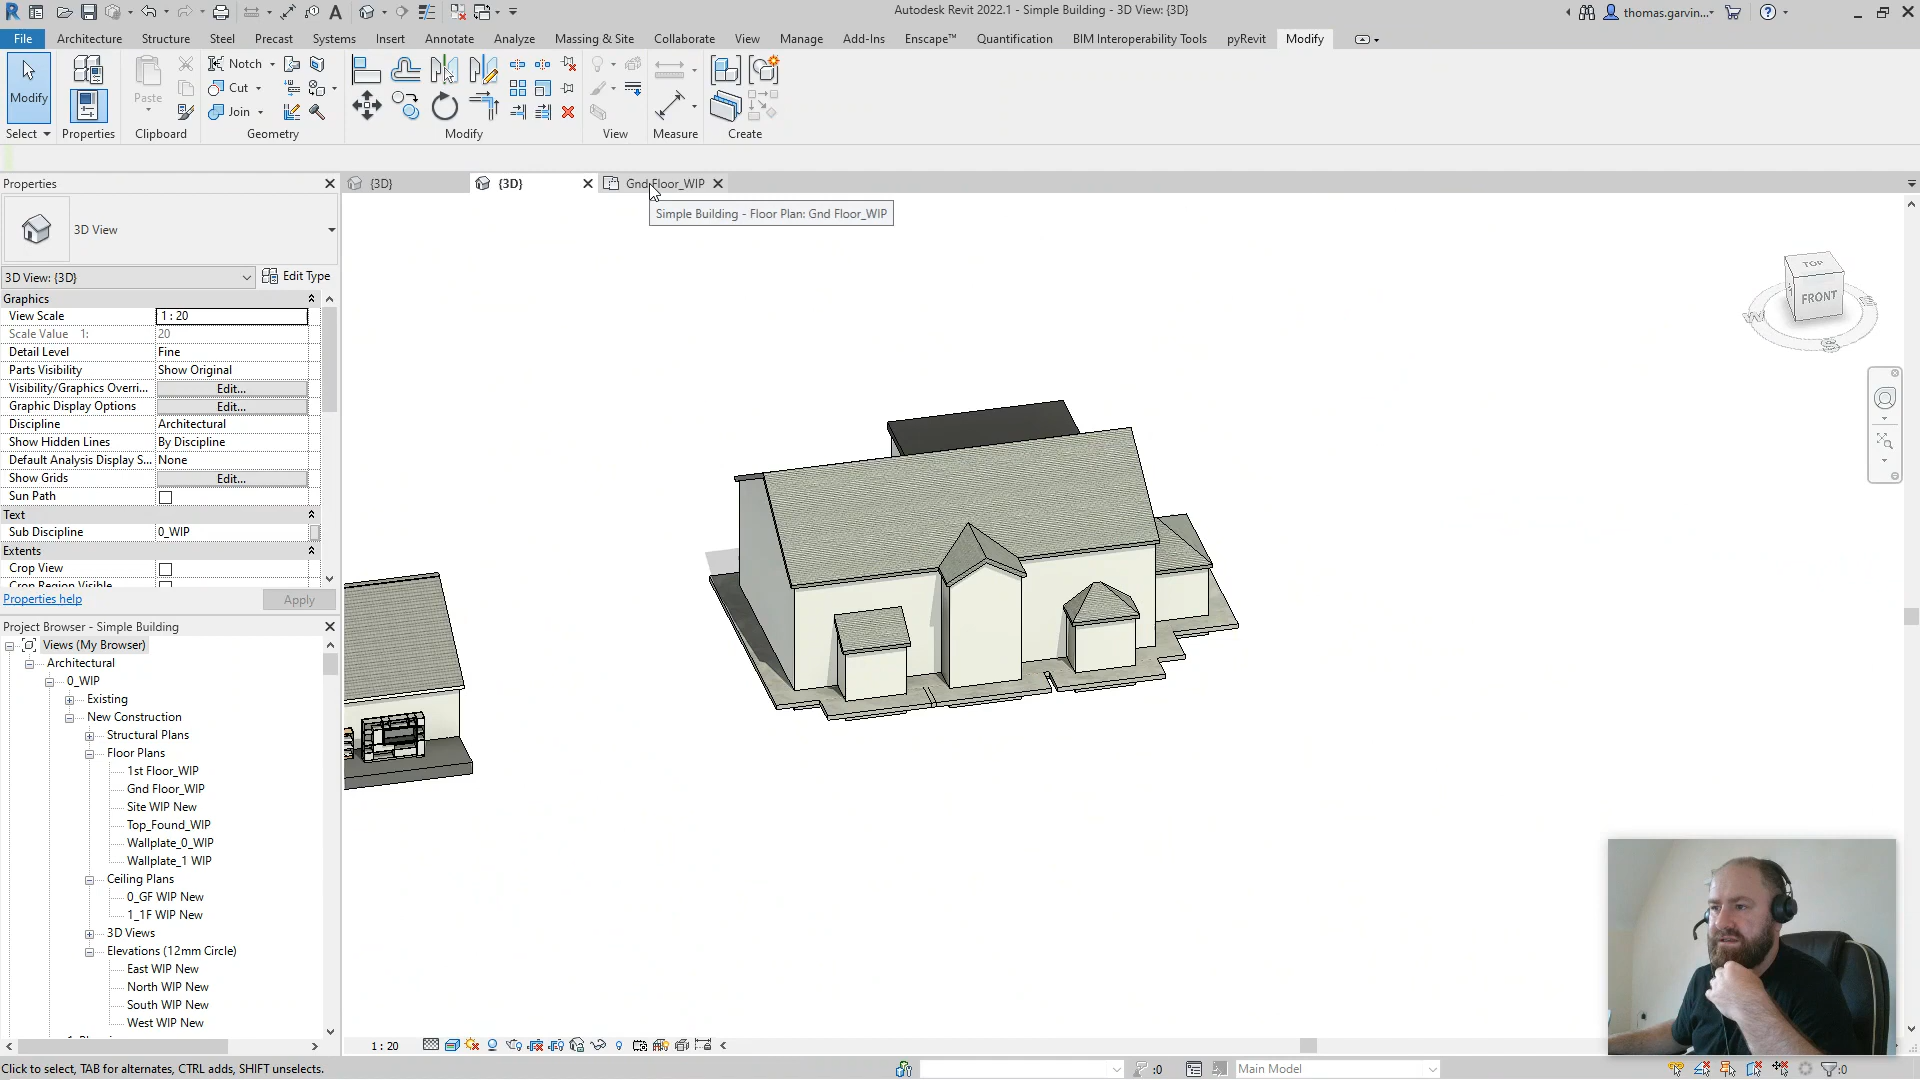 Autodesk Revit 2022.1 - Simple Building - 3D View: {3D}
thomas.garvin...
File Architecture Structure Steel Precast Systems Insert Annotate Analyze Massing & Site Collaborate View Manage Add-Ins Enscape™ Quantification BIM Interoperability Tools pyRevit Modify
Modify
Paste
Notch
Cut
Join
Select Properties Clipboard Geometry Modify View Measure Create
Properties
{3D}
{3D}
Gnd Floor_WIP
Simple Building - Floor Plan: Gnd Floor_WIP
3D View
3D View: {3D} Edit Type
Graphics
View Scale 1 : 20
Scale Value 1: 20
Detail Level Fine
Parts Visibility Show Original
Visibility/Graphics Overri... Edit...
Graphic Display Options Edit...
Discipline Architectural
Show Hidden Lines By Discipline
Default Analysis Display S... None
Show Grids Edit...
Sun Path
Text
Sub Discipline 0_WIP
Extents
Crop View
Crop Region Visible
Properties help Apply
Project Browser - Simple Building
Views (My Browser)
Architectural
0_WIP
Existing
New Construction
Structural Plans
Floor Plans
1st Floor_WIP
Gnd Floor_WIP
Site WIP New
Top_Found_WIP
Wallplate_0_WIP
Wallplate_1 WIP
Ceiling Plans
0_GF WIP New
1_1F WIP New
3D Views
Elevations (12mm Circle)
East WIP New
North WIP New
South WIP New
West WIP New
TOP
FRONT
W
S
E
1 : 20
Click to select, TAB for alternates, CTRL adds, SHIFT unselects.
:0
Main Model
:0